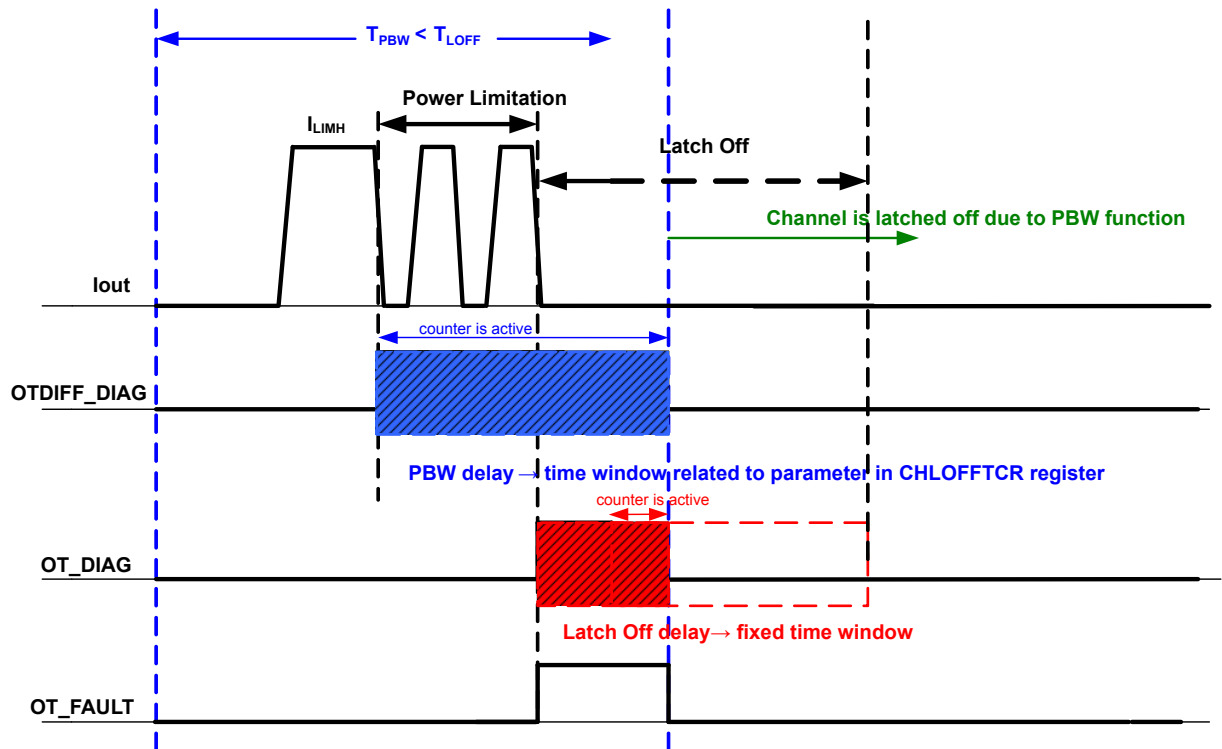 TPBW < TLOFF
Power Limitation
ILIMH
Latch Off
Channel is latched off due to PBW function
Iout
counter is active
OTDIFF_DIAG
PBW delay → time window related to parameter in CHLOFFTCR register
counter is active
OT_DIAG
Latch Off delay→ fixed time window
OT_FAULT